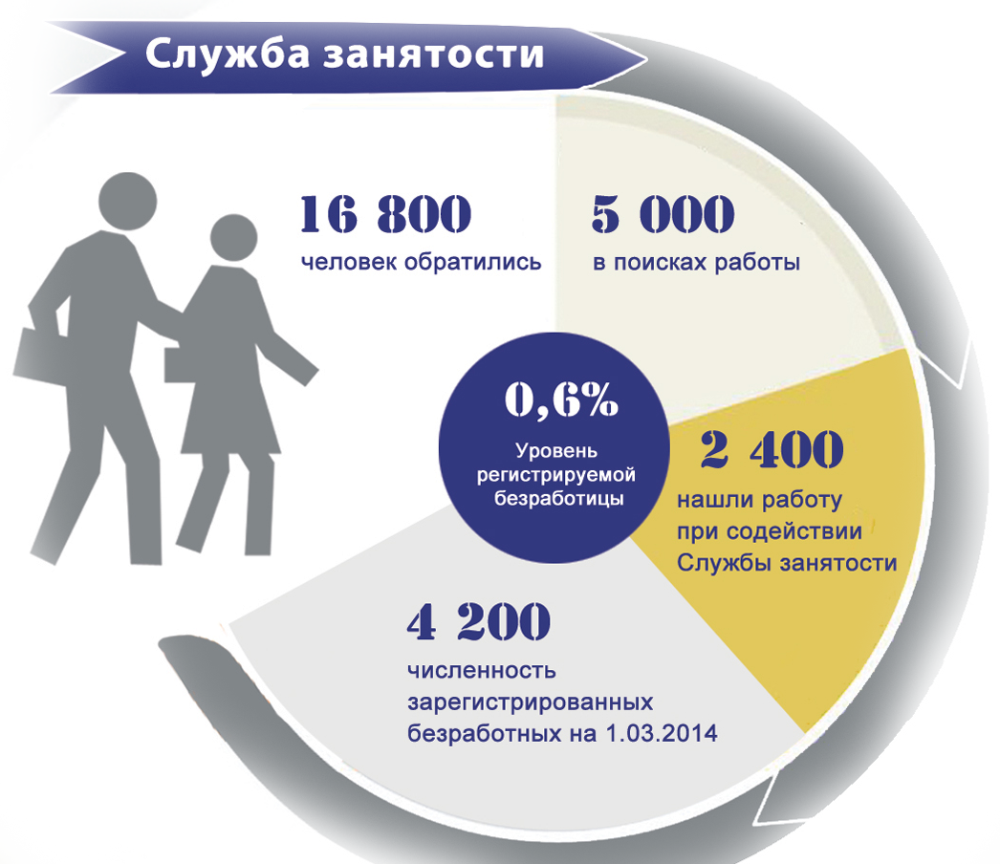 Служба занятости
16 800
человек обратились
5 000
в поисках работы
0,6%
Уровень
регистрируемой
безработицы
2 400
нашли работу
при содействии
Службы занятости
4 200
численность
зарегистрированных
безработных на 1.03.2014